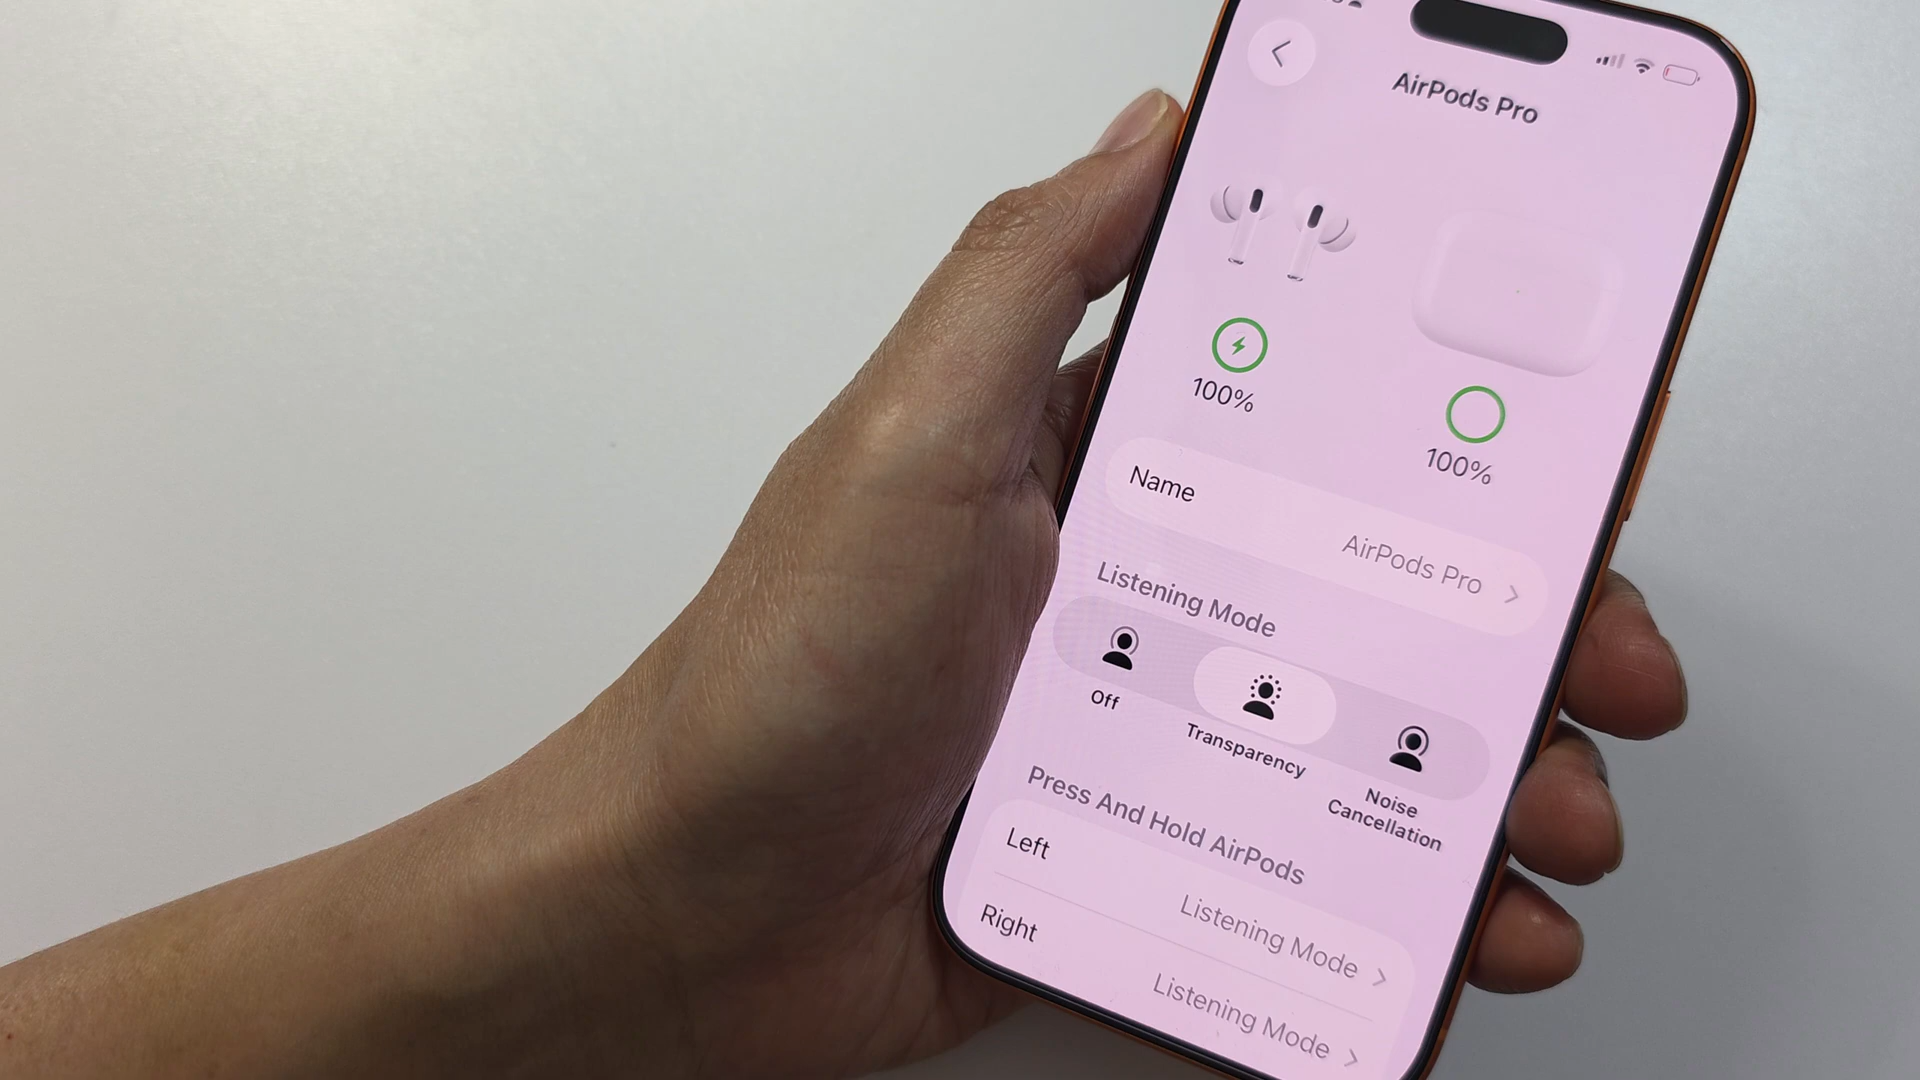 AirPods Pro
100%
100%
Name
AirPods Pro
Listening Mode
Off
Transparency
Noise
Cancellation
Press And Hold AirPods
Left
Listening Mode
Right
Listening Mode